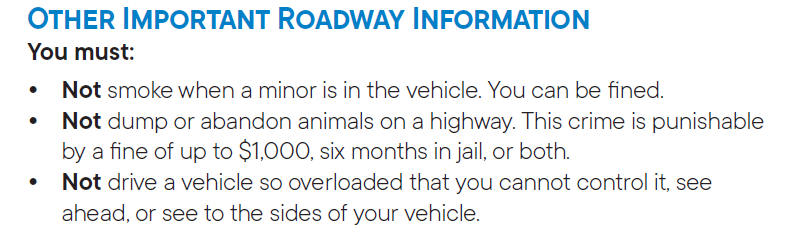 OTHER IMPORTANT ROADWAY INFORMATION
You must:
• Not smoke when a minor is in the vehicle. You can be fined.
• Not dump or abandon animals on a highway. This crime is punishable
by a fine of up to $1,000, six months in jail, or both.
• Not drive a vehicle so overloaded that you cannot control it, see
ahead, or see to the sides of your vehicle.